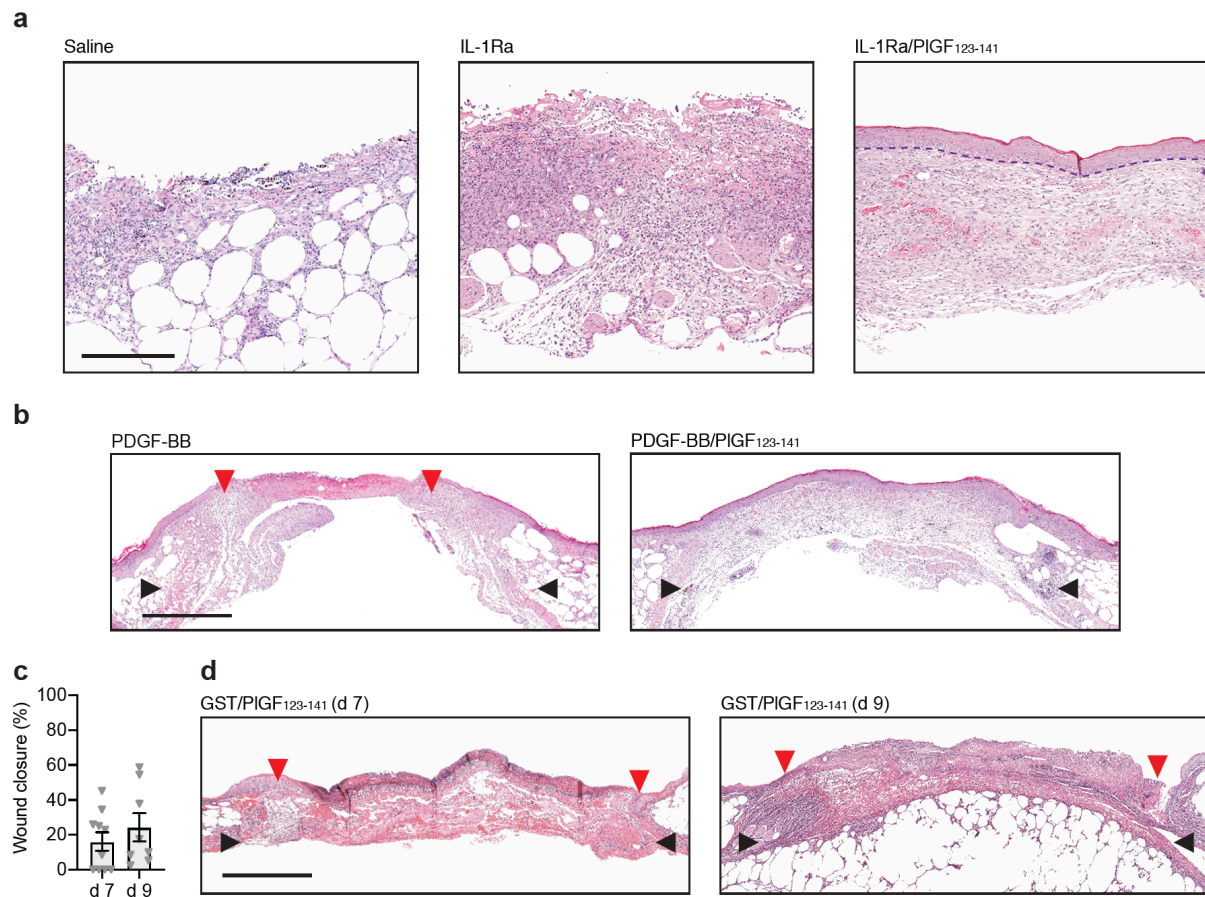 a
Saline
IL-1Ra
IL-1Ra/PlGF123-141
b
PDGF-BB
PDGF-BB/PlGF123-141
c
Wound closure (%)
100
80
60
40
20
0
d 7
d 9
d
GST/PlGF123-141 (d 7)
GST/PlGF123-141 (d 9)